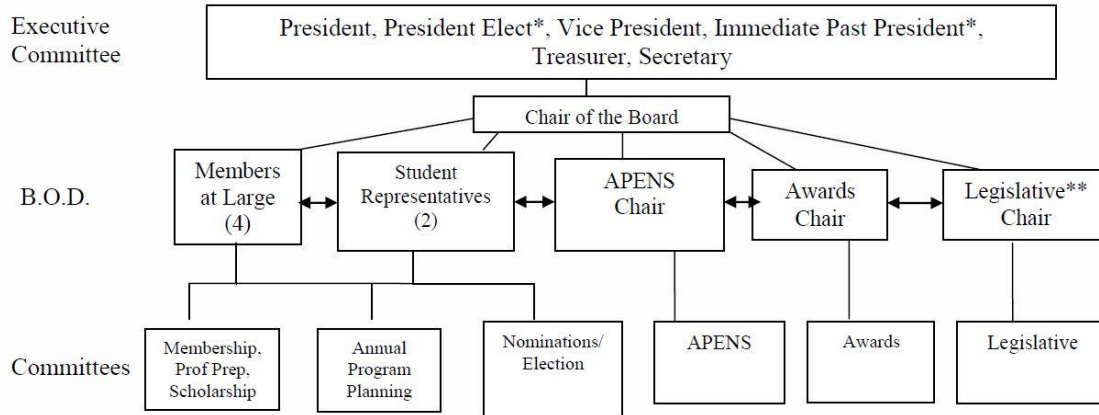 Executive
Committee
President, President Elect*, Vice President, Immediate Past President*,
Treasurer, Secretary
Chair of the Board
B.O.D.
Members
at Large
(4)
Student
Representatives
(2)
APENS
Chair
Awards
Chair
Legislative**
Chair
Committees
Membership,
Prof Prep,
Scholarship
Annual
Program
Planning
Nominations/
Election
APENS
Awards
Legislative